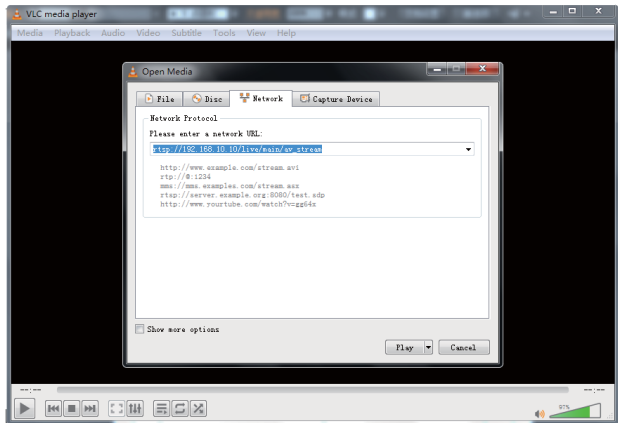 VLC media player
Media Playback Audio Video Subtitle Tools View Help
Open Media
File Disc Network Capture Device
Network Protocol
Please enter a network URL:
rtsp://192.168.10.10/live/main/av_stream
http://www.example.com/stream.avi
rtp://@:1234
mms://mms.examples.com/stream.asx
rtsp://server.example.org:8080/test.sdp
http://www.yourtube.com/watch?v=gg64x
Show more options
Play Cancel
--:-- --:--
97%